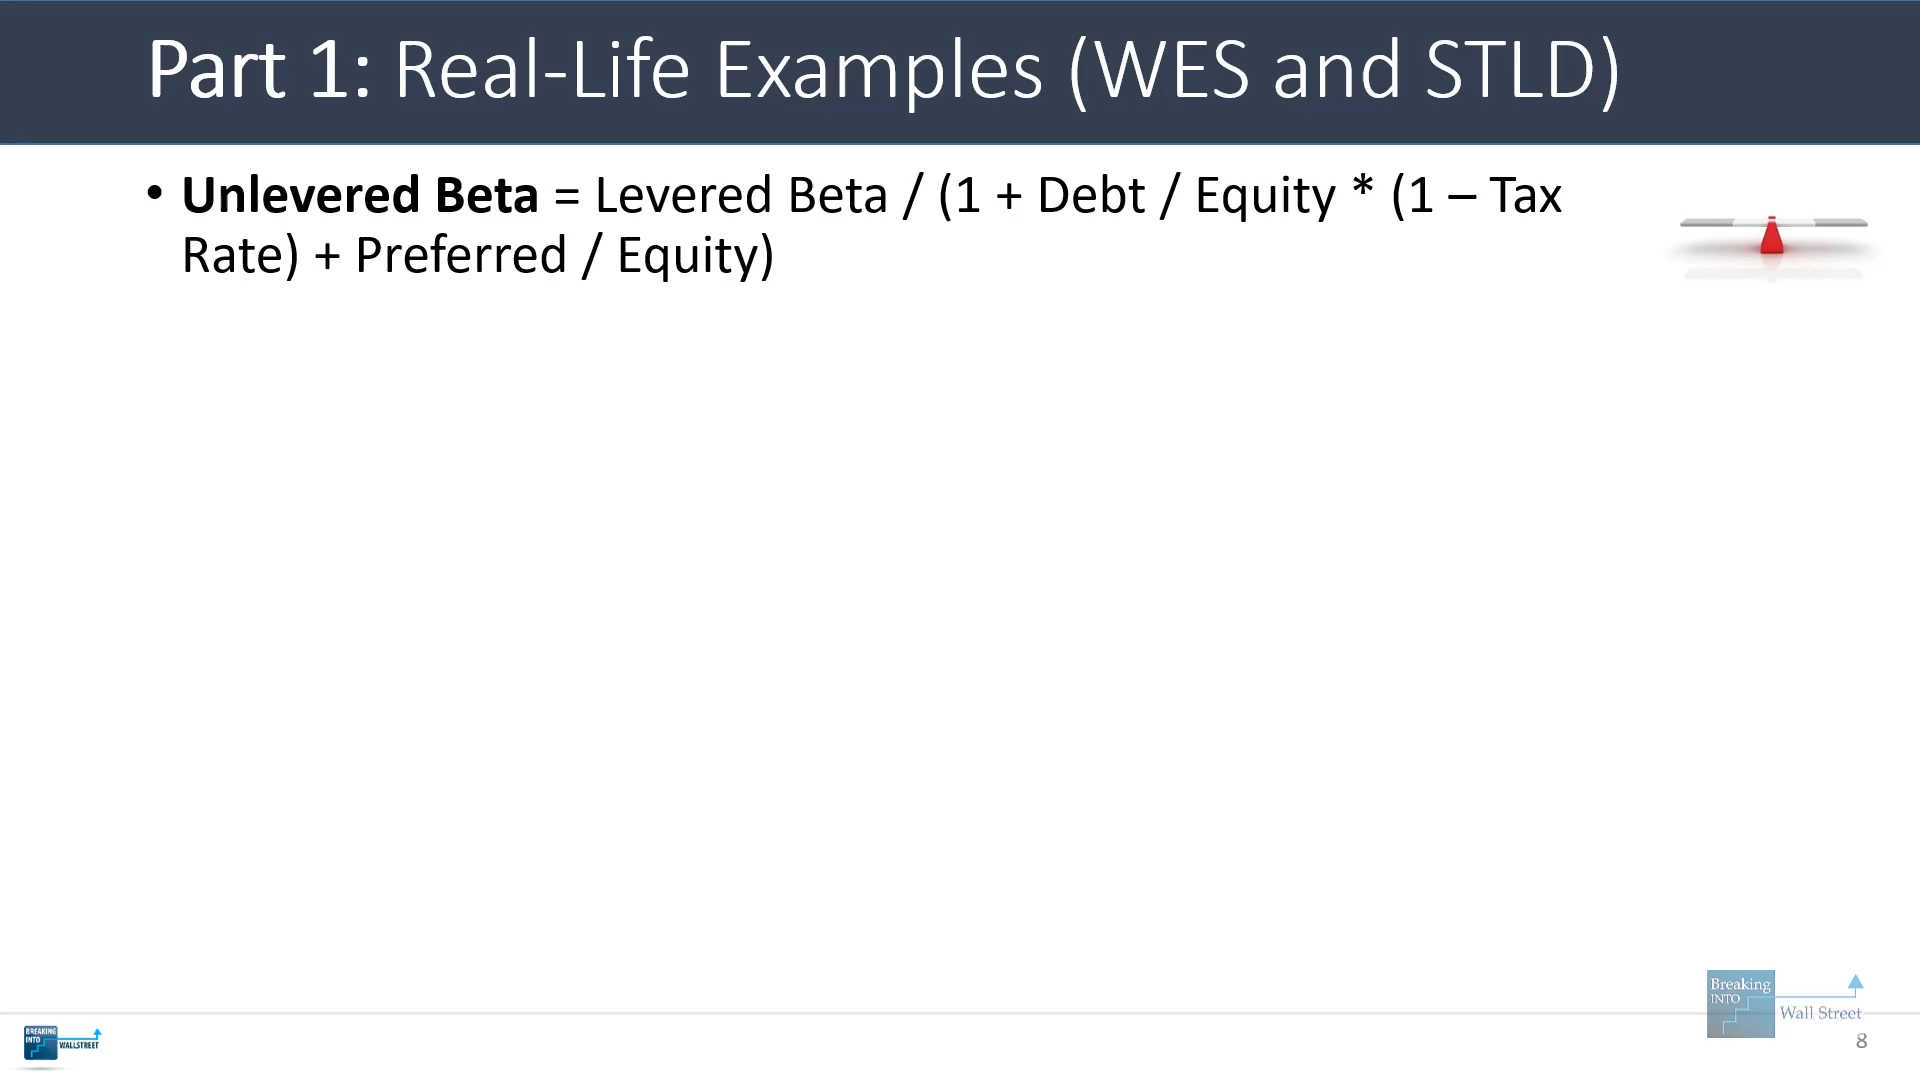 Part 1: Real-Life Examples (WES and STLD)
• Unlevered Beta = Levered Beta / (1 + Debt / Equity * (1 – Tax
Rate) + Preferred / Equity)
Breaking
INTO
Wall Street
BREAKING
INTO
WALLSTREET
8